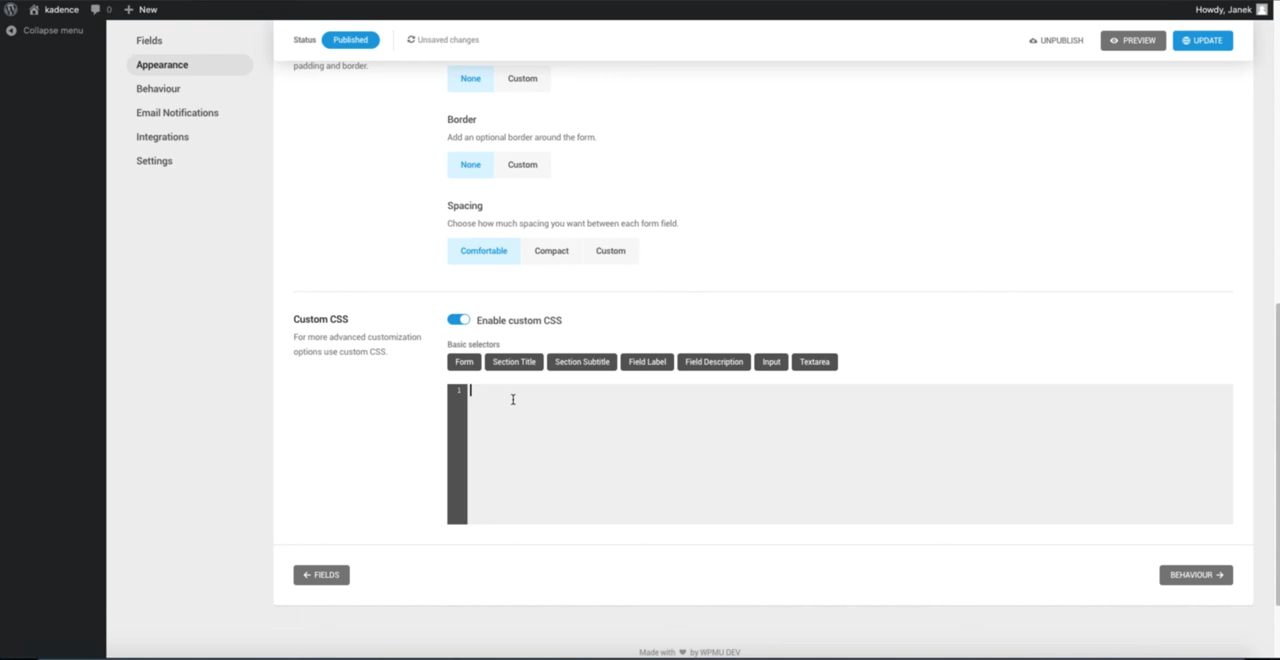 kadence 0 New Howdy, Janek
Collapse menu
Fields
Appearance
Behaviour
Email Notifications
Integrations
Settings
Status Published Unsaved changes UNPUBLISH PREVIEW UPDATE
padding and border.
None Custom
Border
Add an optional border around the form.
None Custom
Spacing
Choose how much spacing you want between each form field.
Comfortable Compact Custom
Custom CSS
For more advanced customization
options use custom CSS.
Enable custom CSS
Basic selectors
Form Section Title Section Subtitle Field Label Field Description Input Textarea
1
← FIELDS
BEHAVIOUR →
Made with ♥ by WPMU DEV